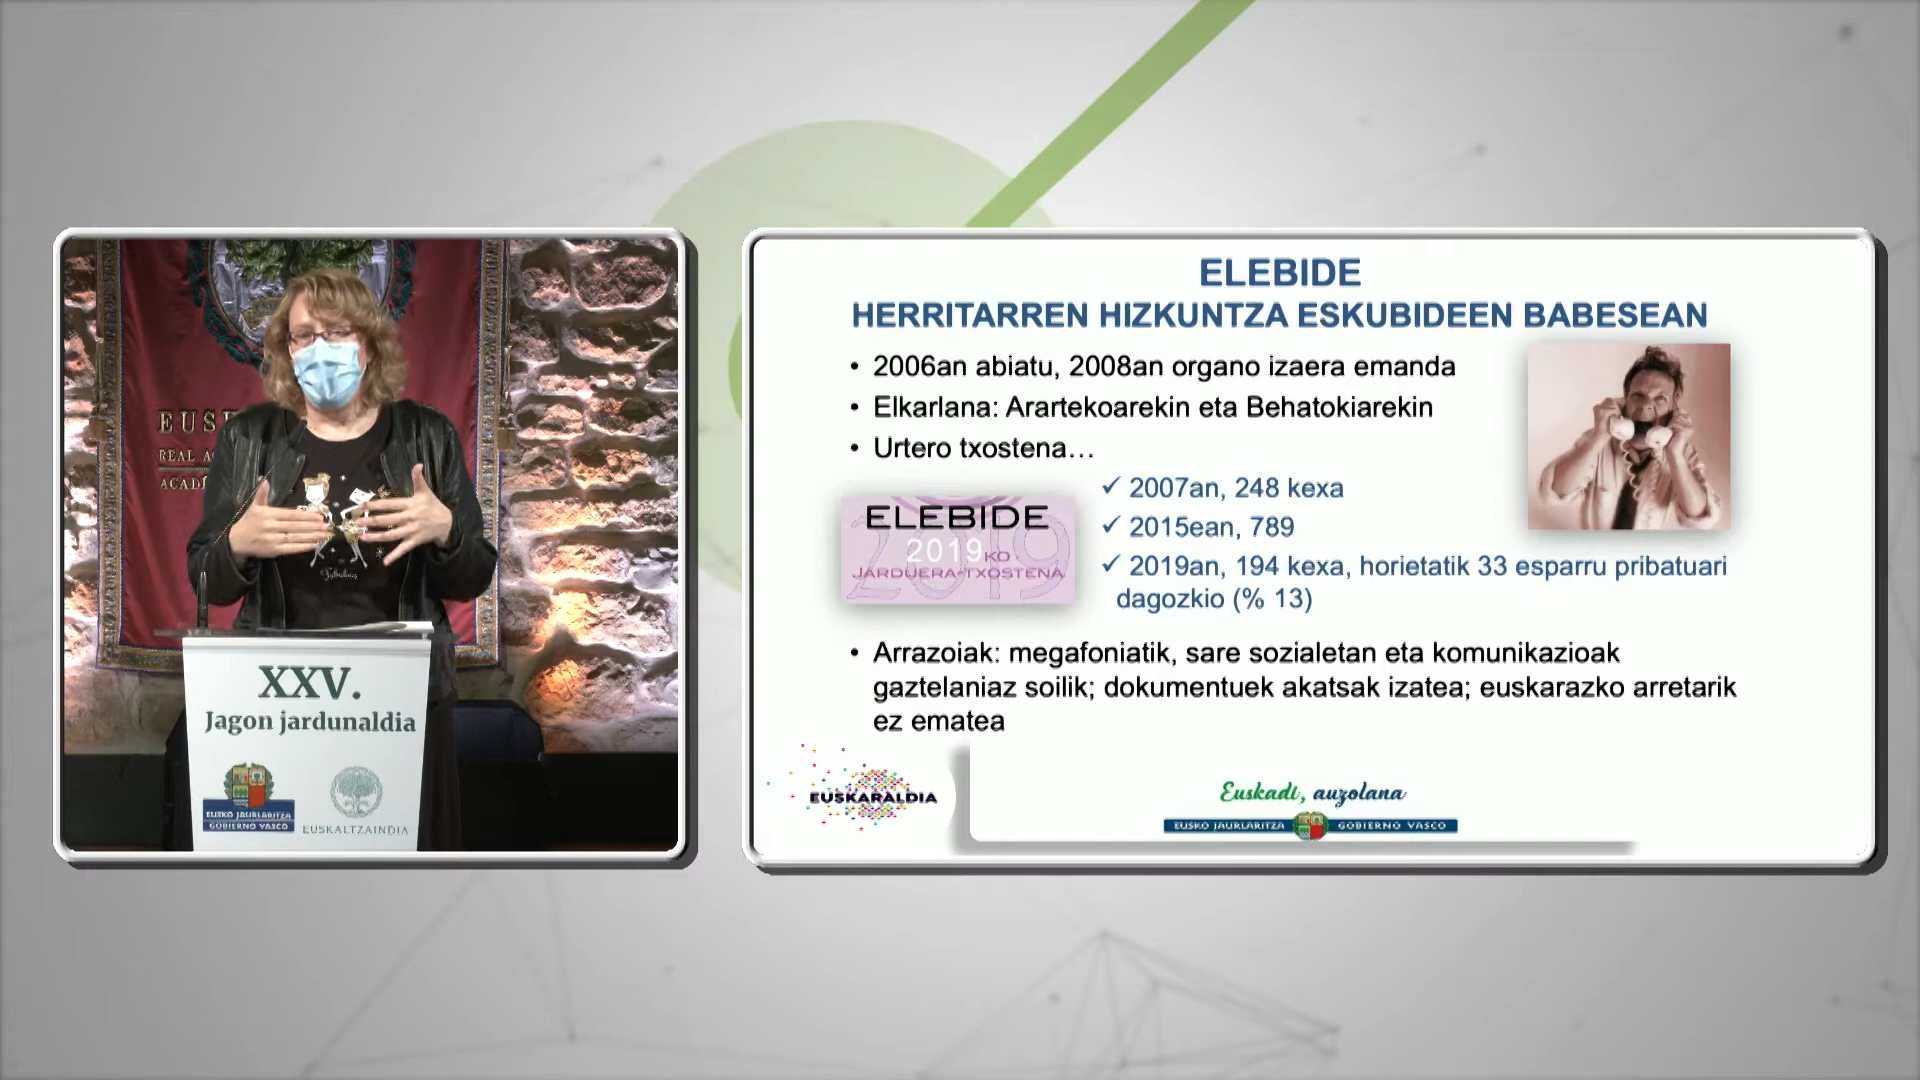 EUS
REAL A
ACAD
XXV.
Jagon jardunaldia
EUSKO JAURLARITZA
GOBIERNO VASCO
EUSKALTZAINDIA
ELEBIDE
HERRITARREN HIZKUNTZA ESKUBIDEEN BABESEAN
• 2006an abiatu, 2008an organo izaera emanda
• Elkarlana: Arartekoarekin eta Behatokiarekin
• Urtero txostena...
✓ 2007an, 248 kexa
✓ 2015ean, 789
✓ 2019an, 194 kexa, horietatik 33 esparru pribatuari
dagozkio (% 13)
ELEBIDE
2019KO
JARDUERA-TXOSTENA
2019
• Arrazoiak: megafoniatik, sare sozialetan eta komunikazioak
gaztelaniaz soilik; dokumentuek akatsak izatea; euskarazko arretarik
ez ematea
EUSKARALDIA
Euskadi, auzolana
EUSKO JAURLARITZA GOBIERNO VASCO